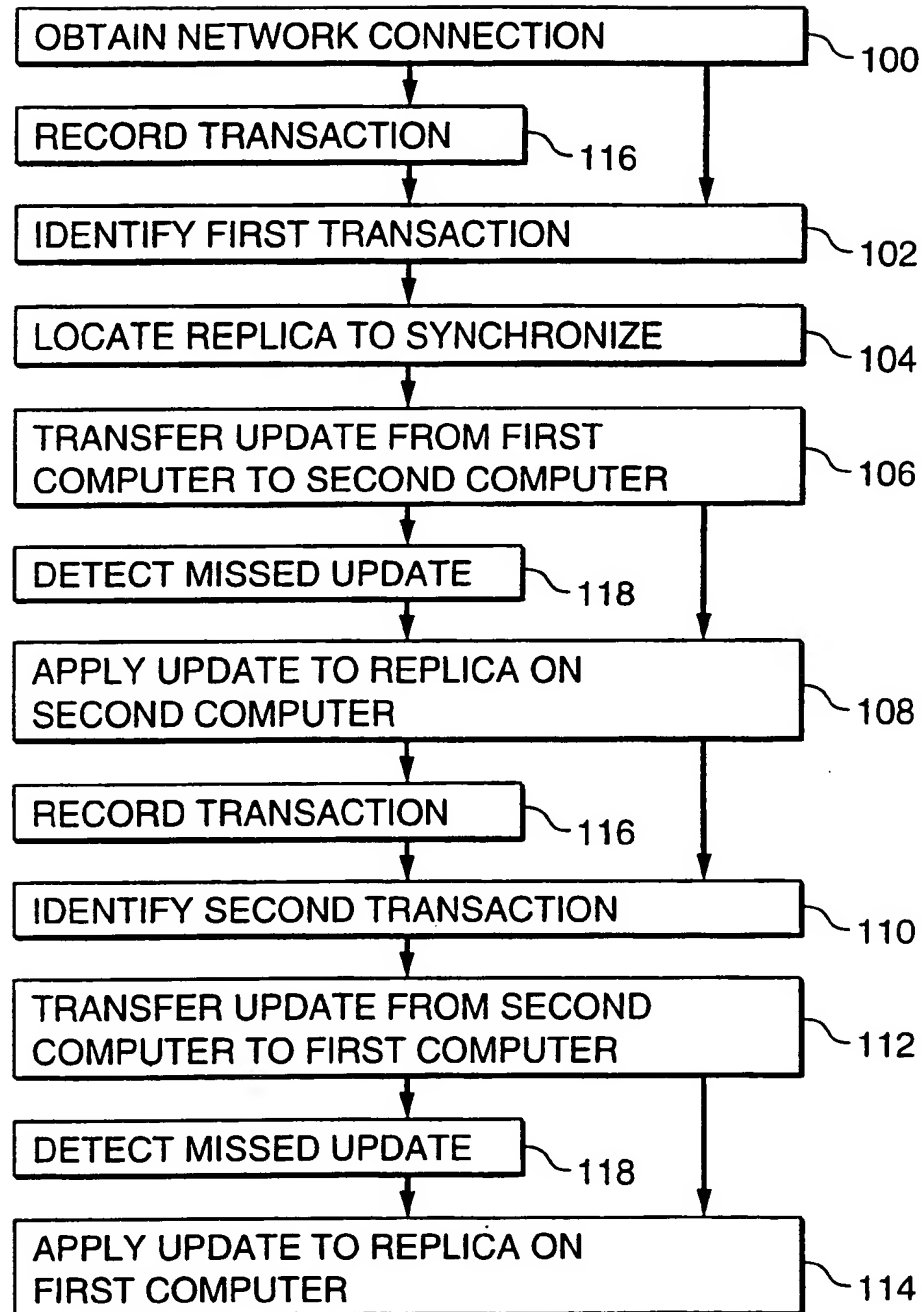 OBTAIN NETWORK CONNECTION
100
RECORD TRANSACTION
116
IDENTIFY FIRST TRANSACTION
102
LOCATE REPLICA TO SYNCHRONIZE
104
TRANSFER UPDATE FROM FIRST
COMPUTER TO SECOND COMPUTER
106
DETECT MISSED UPDATE
118
APPLY UPDATE TO REPLICA ON
SECOND COMPUTER
108
RECORD TRANSACTION
116
IDENTIFY SECOND TRANSACTION
110
TRANSFER UPDATE FROM SECOND
COMPUTER TO FIRST COMPUTER
112
DETECT MISSED UPDATE
118
APPLY UPDATE TO REPLICA ON
FIRST COMPUTER
114